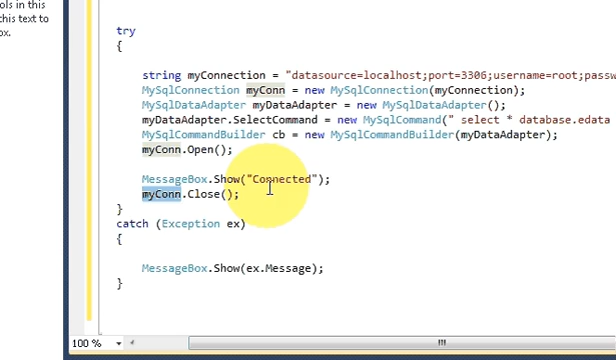 ols in this
this text to
ox.
try
{
string myConnection = "datasource=localhost;port=3306;username=root;passw
MySqlConnection myConn = new MySqlConnection(myConnection);
MySqlDataAdapter myDataAdapter = new MySqlDataAdapter();
myDataAdapter.SelectCommand = new MySqlCommand(" select * database.edata
MySqlCommandBuilder cb = new MySqlCommandBuilder(myDataAdapter);
myConn.Open();
MessageBox.Show("Connected");
myConn.Close();
}
catch (Exception ex)
{
MessageBox.Show(ex.Message);
}
100 %